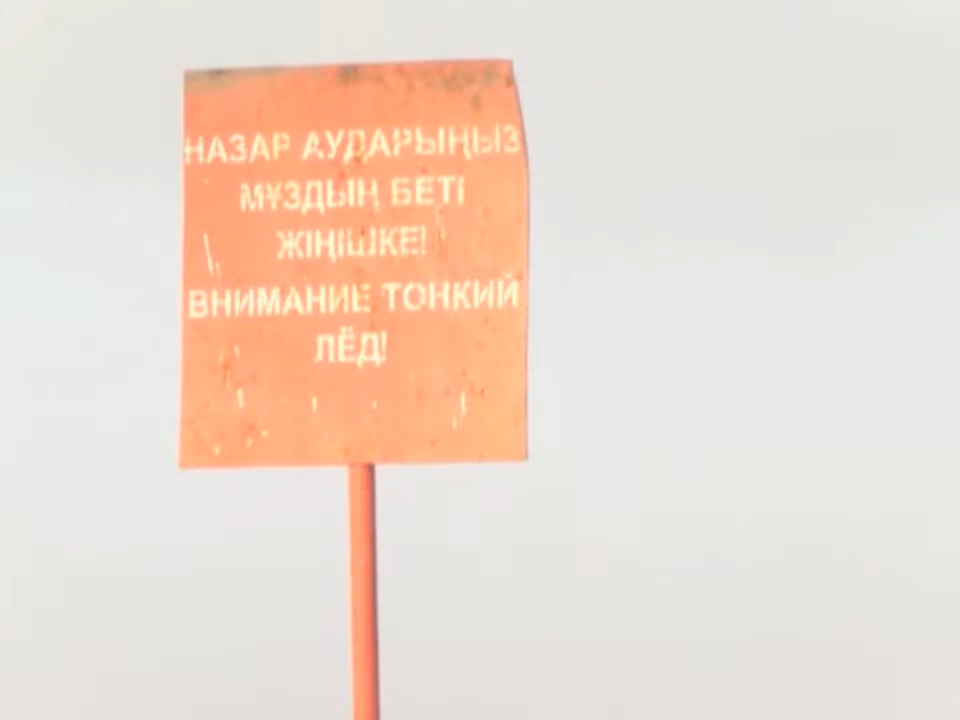 НАЗАР АУДАРЫҢЫЗ
МҰЗДЫҢ БЕТІ
ЖІҢІШКЕ!
ВНИМАНИЕ ТОНКИЙ
ЛЁД!